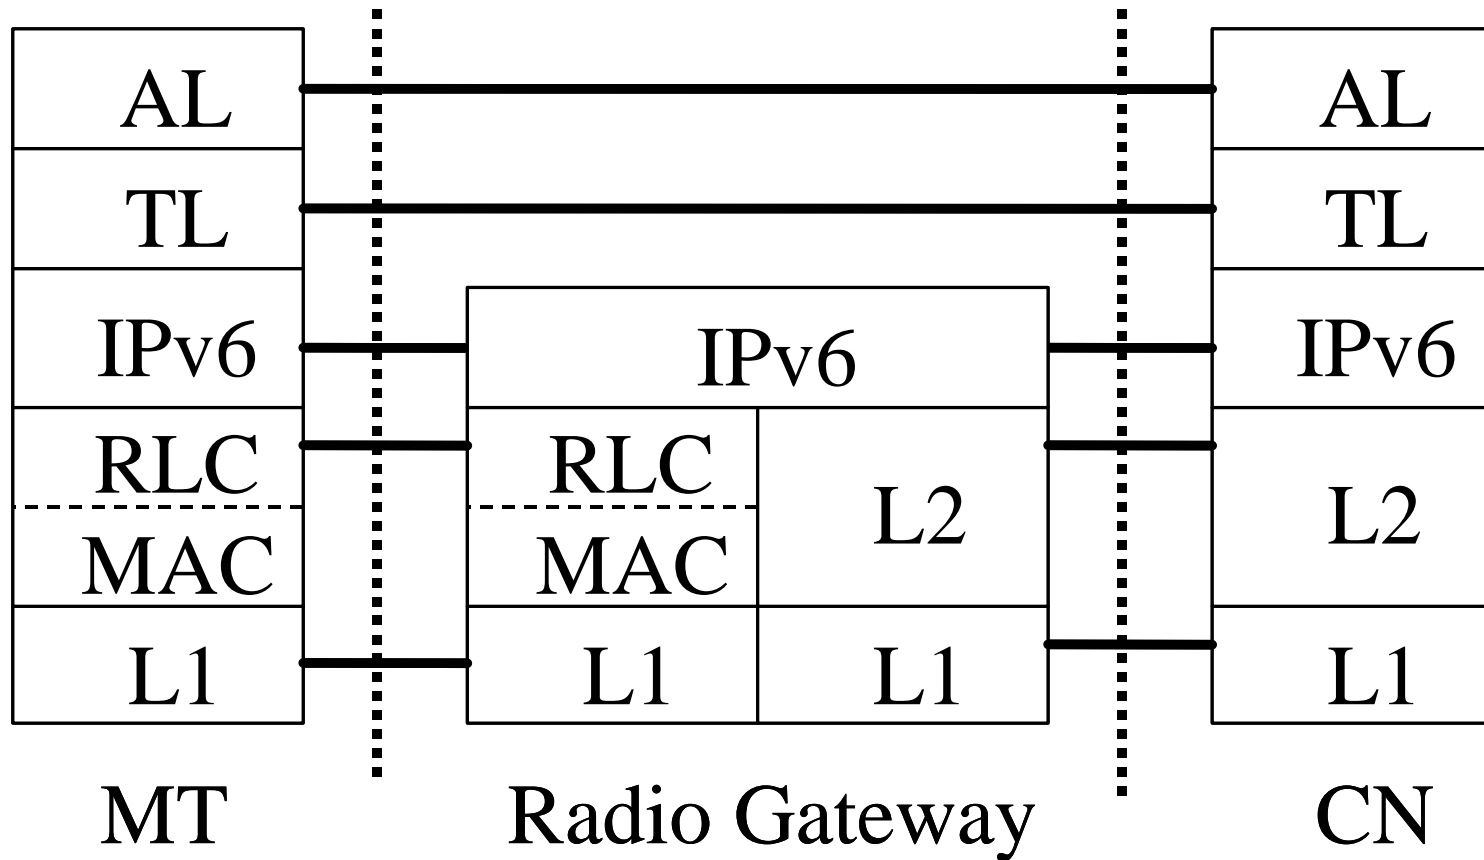 AL
TL
IPv6
RLC
MAC
L1
MT
IPv6
RLC
MAC
L2
L1
L1
Radio Gateway
AL
TL
IPv6
L2
L1
CN